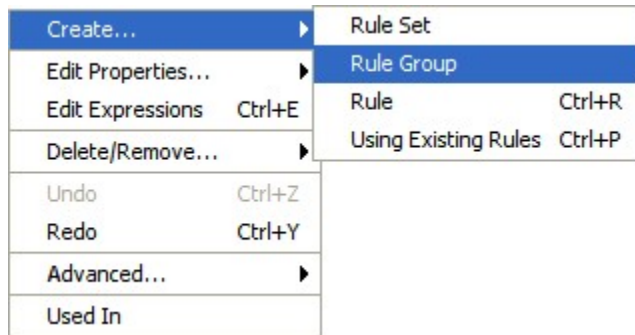 Create...
Edit Properties...
Edit Expressions Ctrl+E
Delete/Remove...
Undo Ctrl+Z
Redo Ctrl+Y
Advanced...
Used In
Rule Set
Rule Group
Rule Ctrl+R
Using Existing Rules Ctrl+P